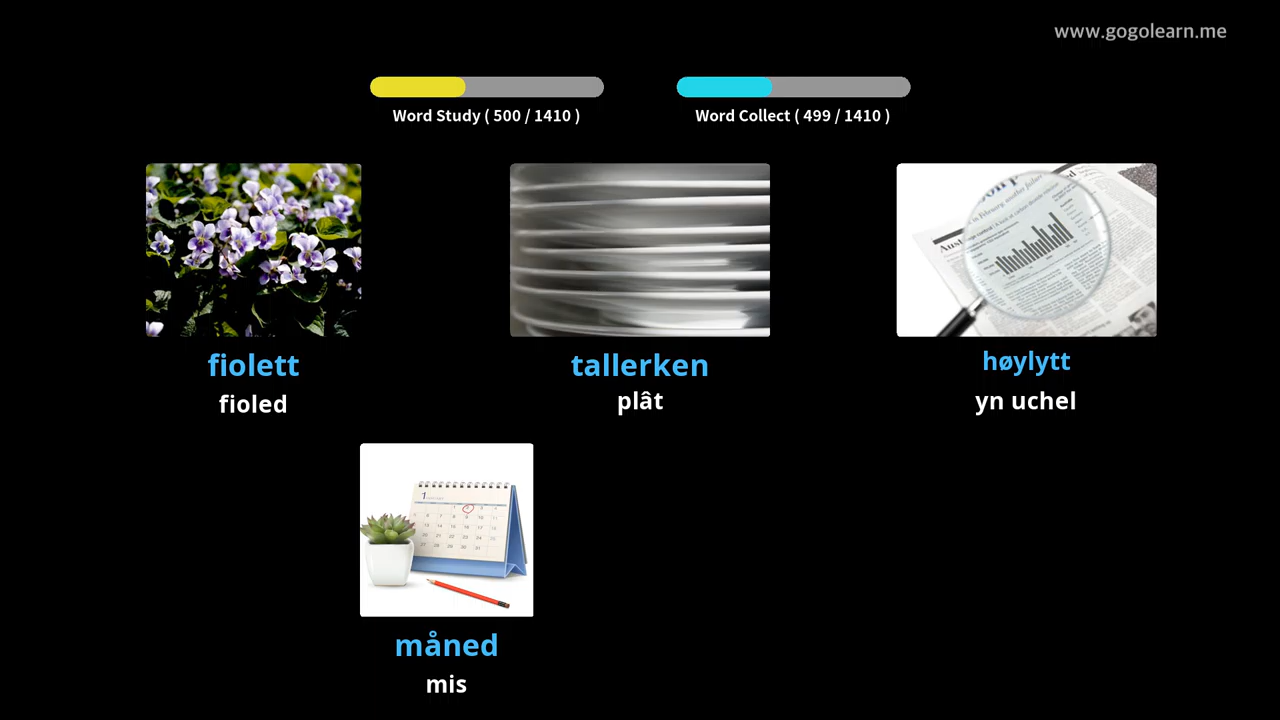 www.gogolearn.me
Word Study ( 500 / 1410 )
Word Collect ( 499 / 1410 )
fiolett
fioled
tallerken
plât
høylytt
yn uchel
måned
mis